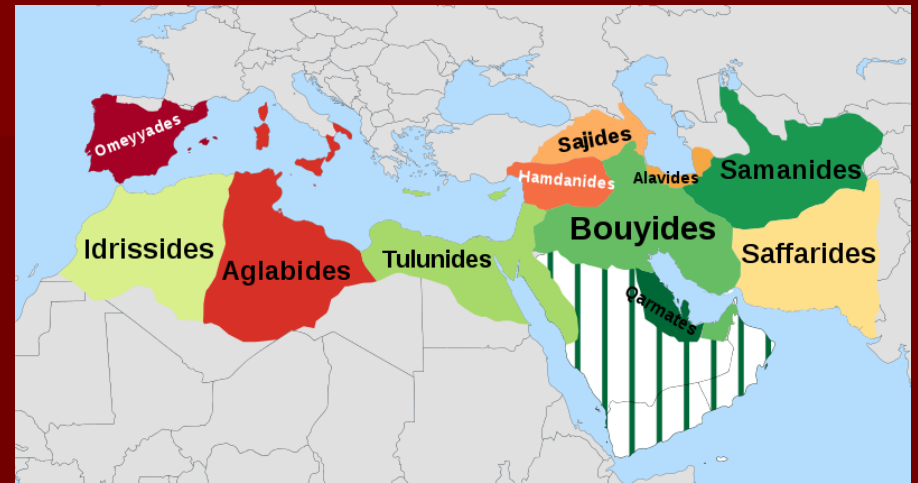 Omeyyades
Sajides
Hamdanides
Alavides
Samanides
Idrissides
Aglabides
Tulunides
Bouyides
Saffarides
Qarmates